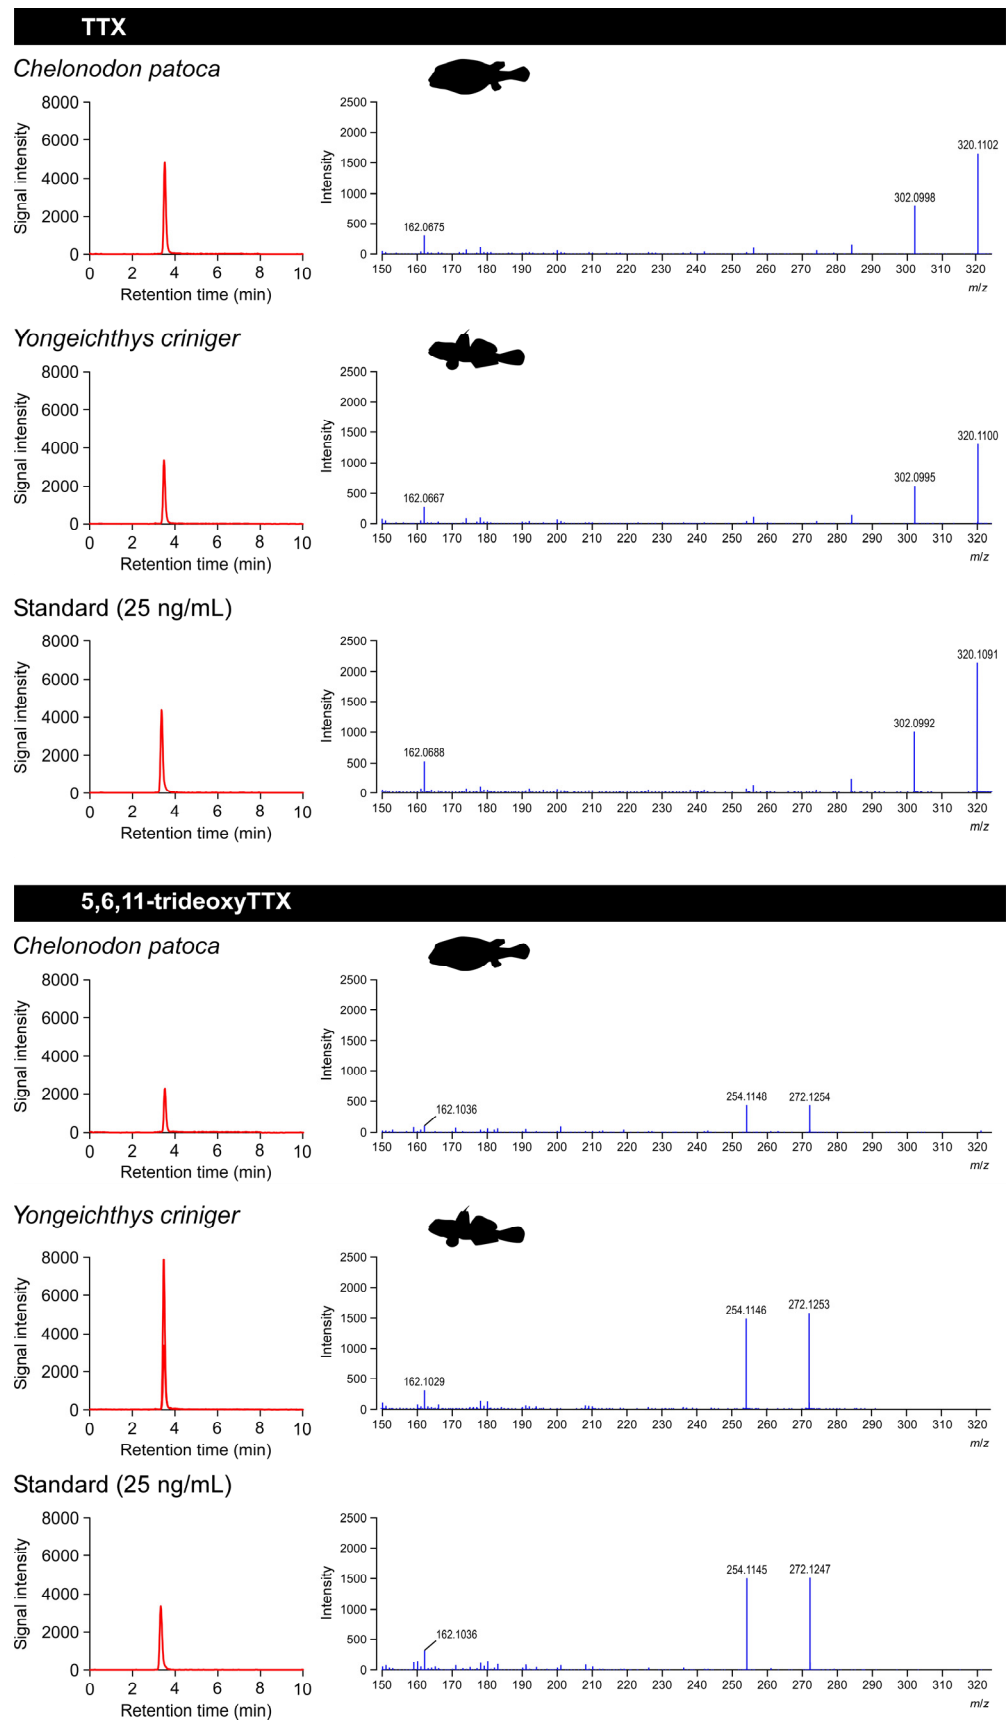 TTX
Chelonodon patoca
8000
6000
4000
2000
0
Signal intensity
0 2 4 6 8 10
Retention time (min)
2500
2000
1500
1000
500
0
Intensity
162.0675
302.0998
320.1102
150 160 170 180 190 200 210 220 230 240 250 260 270 280 290 300 310 320
m/z
Yongeichthys criniger
8000
6000
4000
2000
0
Signal intensity
0 2 4 6 8 10
Retention time (min)
2500
2000
1500
1000
500
0
Intensity
162.0667
302.0995
320.1100
150 160 170 180 190 200 210 220 230 240 250 260 270 280 290 300 310 320
m/z
Standard (25 ng/mL)
8000
6000
4000
2000
0
Signal intensity
0 2 4 6 8 10
Retention time (min)
2500
2000
1500
1000
500
0
Intensity
162.0688
302.0992
320.1091
150 160 170 180 190 200 210 220 230 240 250 260 270 280 290 300 310 320
m/z
5,6,11-trideoxyTTX
Chelonodon patoca
8000
6000
4000
2000
0
Signal intensity
0 2 4 6 8 10
Retention time (min)
2500
2000
1500
1000
500
0
Intensity
162.1036
254.1148
272.1254
150 160 170 180 190 200 210 220 230 240 250 260 270 280 290 300 310 320
m/z
Yongeichthys criniger
8000
6000
4000
2000
0
Signal intensity
0 2 4 6 8 10
Retention time (min)
2500
2000
1500
1000
500
0
Intensity
162.1029
254.1146
272.1253
150 160 170 180 190 200 210 220 230 240 250 260 270 280 290 300 310 320
m/z
Standard (25 ng/mL)
8000
6000
4000
2000
0
Signal intensity
0 2 4 6 8 10
Retention time (min)
2500
2000
1500
1000
500
0
Intensity
162.1036
254.1145
272.1247
150 160 170 180 190 200 210 220 230 240 250 260 270 280 290 300 310 320
m/z